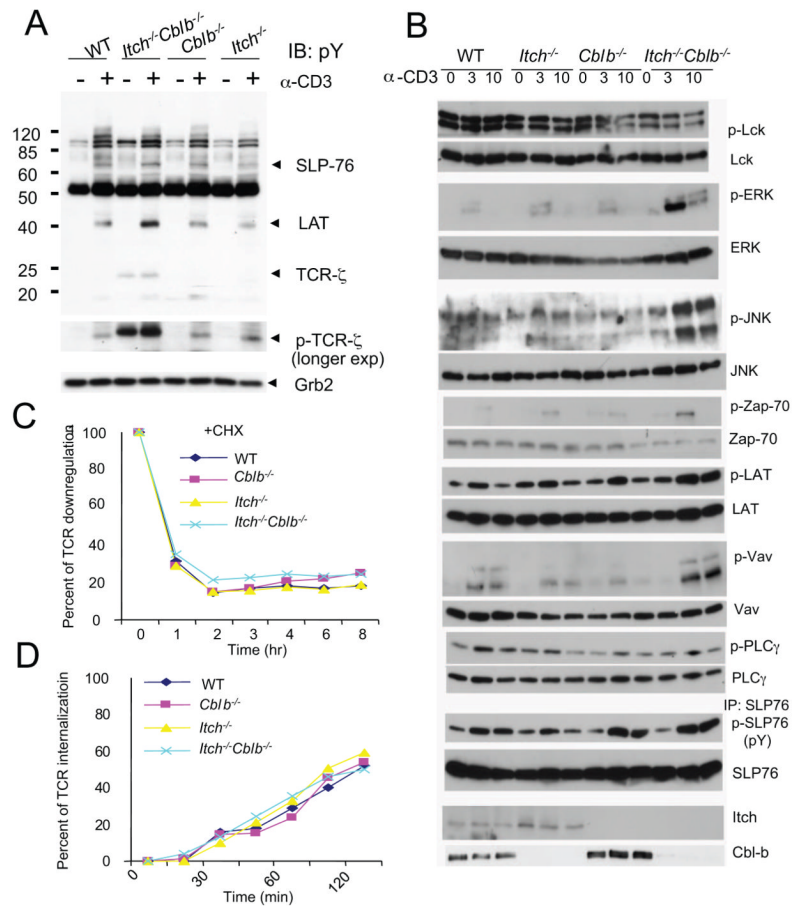 A
WT Itch-/-Cblb-/- Cblb-/- Itch-/- IB: pY
- + - + - + - + α-CD3
120
85
60
50
40
25
20
SLP-76
LAT
TCR-ζ
p-TCR-ζ
(longer exp)
Grb2
B
WT Itch-/- Cblb-/- Itch-/-Cblb-/-
α-CD3 0 3 10 0 3 10 0 3 10 0 3 10
p-Lck
Lck
p-ERK
ERK
p-JNK
JNK
p-Zap-70
Zap-70
p-LAT
LAT
p-Vav
Vav
p-PLCγ
PLCγ
IP: SLP76
p-SLP76
(pY)
SLP76
Itch
Cbl-b
C
Percent of TCR downregulation
100
80
60
40
20
0
+CHX
WT
Cblb-/-
Itch-/-
Itch-/-Cblb-/-
0 1 2 3 4 6 8
Time (hr)
D
Percent of TCR internalizatioin
100
80
60
40
20
0
WT
Cblb-/-
Itch-/-
Itch-/-Cblb-/-
30 60 120
Time (min)